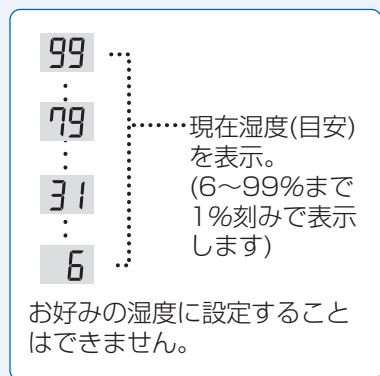 99
79
31
6
現在湿度(目安)
を表示。
(6〜99%まで
1%刻みで表示
します)
お好みの湿度に設定すること
はできません。